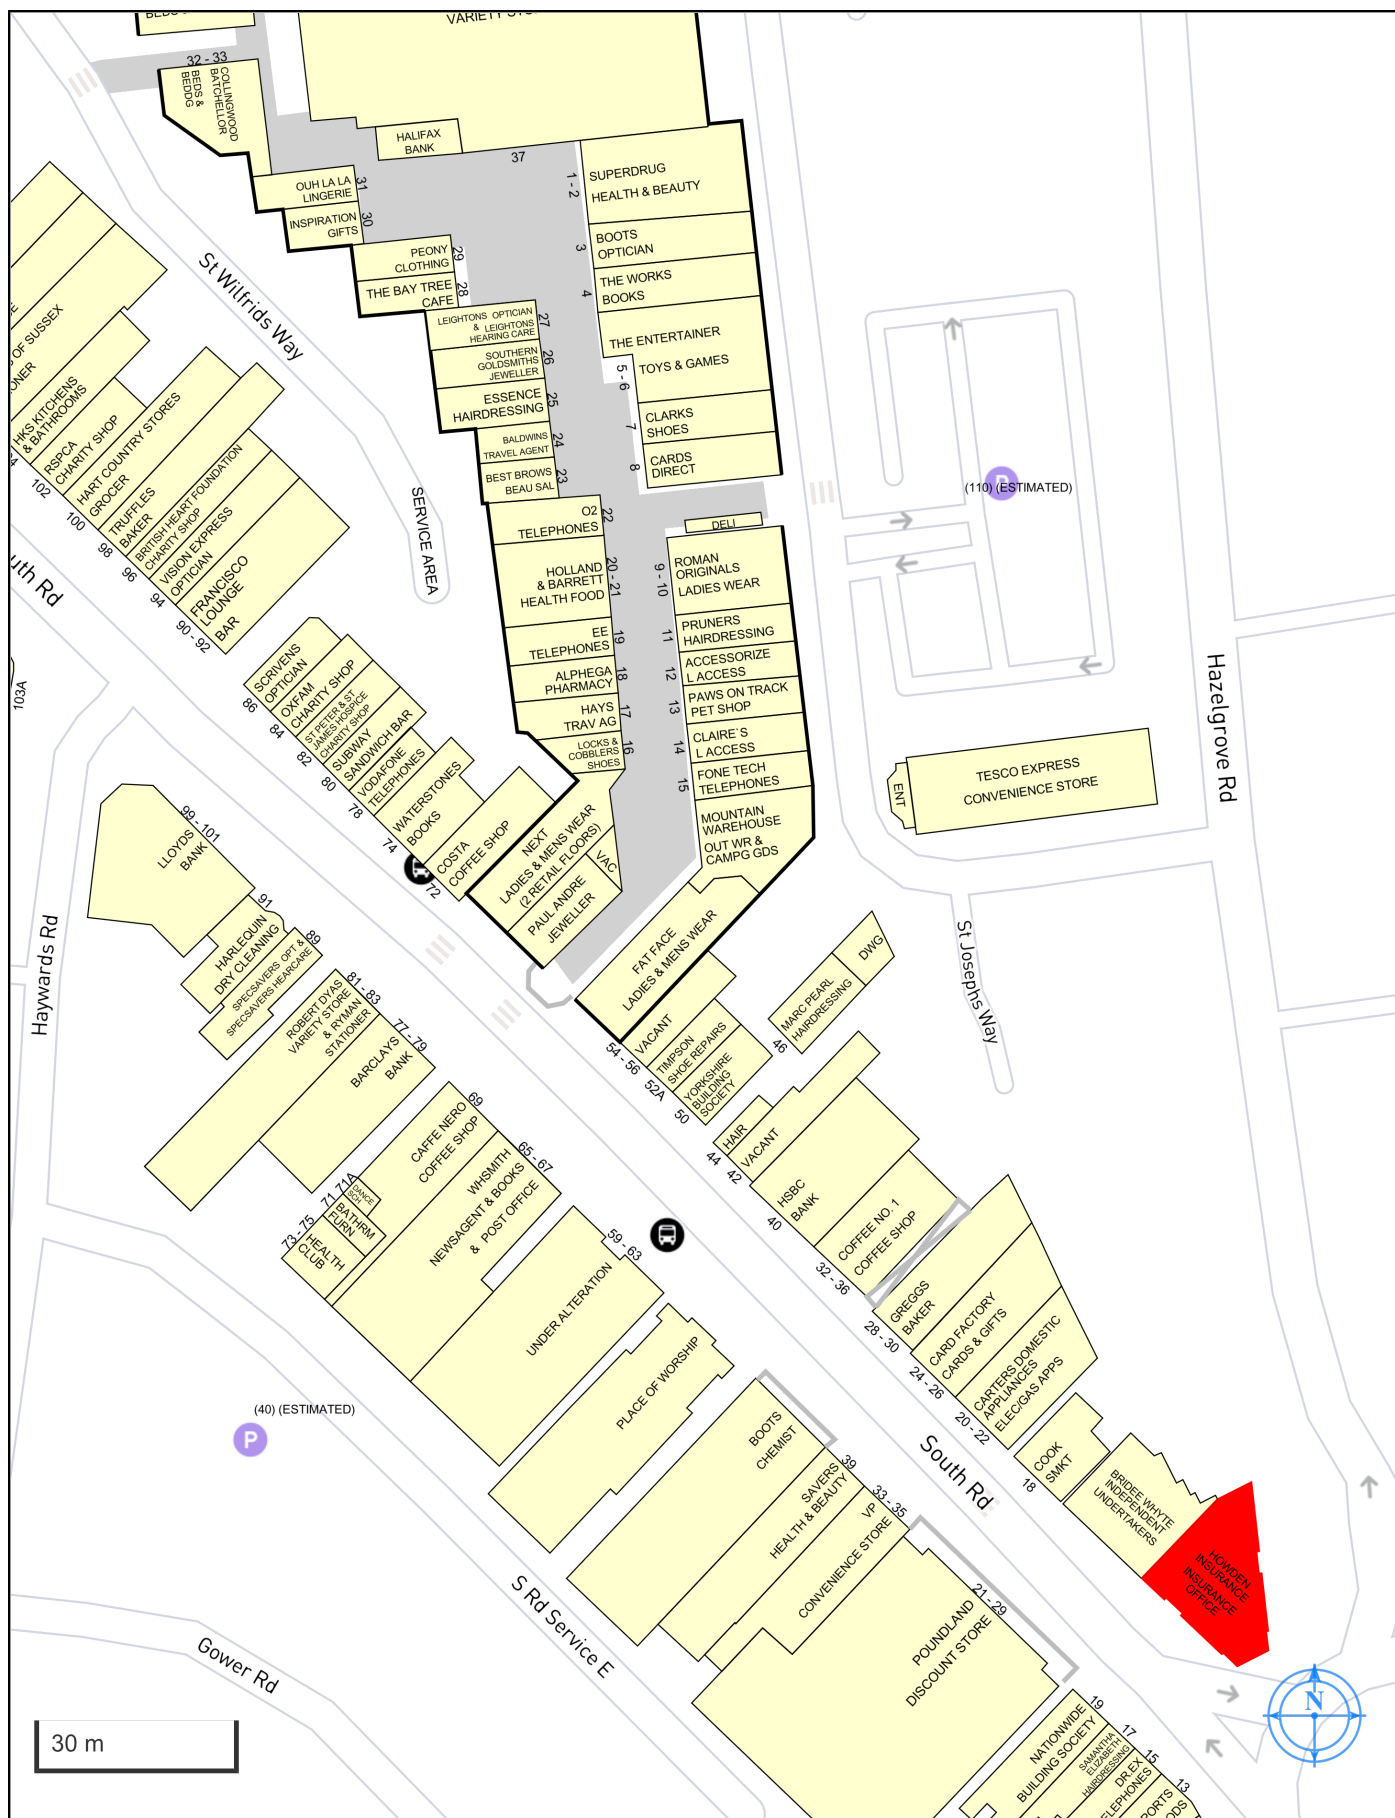 32 - 33
COLLINGWOOD
BATCHELLOR
BEDS &
BEDDG
HALIFAX
BANK
37
OUH LA LA
LINGERIE
31
INSPIRATION
GIFTS
30
PEONY
CLOTHING
29
THE BAY TREE
CAFE
28
LEIGHTONS OPTICIAN
& LEIGHTONS
HEARING CARE
27
SOUTHERN
GOLDSMITHS
JEWELLER
26
ESSENCE
HAIRDRESSING
25
BALDWINS
TRAVEL AGENT
24
BEST BROWS
BEAU SAL
23
O2
TELEPHONES
22
HOLLAND
& BARRETT
HEALTH FOOD
20 - 21
EE
TELEPHONES
19
ALPHEGA
PHARMACY
18
HAYS
TRAV AG
17
LOCKS &
COBBLERS
SHOES
16
NEXT
LADIES & MENS WEAR
(2 RETAIL FLOORS)
VAC
PAUL ANDRE
JEWELLER
1 - 2
SUPERDRUG
HEALTH & BEAUTY
3
BOOTS
OPTICIAN
4
THE WORKS
BOOKS
THE ENTERTAINER
TOYS & GAMES
5 - 6
7
CLARKS
SHOES
8
CARDS
DIRECT
DELI
9 - 10
ROMAN
ORIGINALS
LADIES WEAR
11
PRUNERS
HAIRDRESSING
12
ACCESSORIZE
L ACCESS
13
PAWS ON TRACK
PET SHOP
14
CLAIRE`S
L ACCESS
15
FONE TECH
TELEPHONES
MOUNTAIN
WAREHOUSE
OUT WR &
CAMPG GDS
FAT FACE
LADIES & MENS WEAR
St Wilfrids Way
SERVICE AREA
OF SUSSEX
HKS KITCHENS
& BATHROOMS
RSPCA
CHARITY SHOP
102
HART COUNTRY STORES
GROCER
100
TRUFFLES
BAKER
98
BRITISH HEART FOUNDATION
CHARITY SHOP
96
VISION EXPRESS
OPTICIAN
94
FRANCISCO
LOUNGE
BAR
90 - 92
SCRIVENS
OPTICIAN
86
OXFAM
CHARITY SHOP
84
ST PETER & ST
JAMES HOSPICE
CHARITY SHOP
82
SUBWAY
SANDWICH BAR
80
VODAFONE
TELEPHONES
78
WATERSTONES
BOOKS
74
COSTA
COFFEE SHOP
72
103A
LLOYDS
BANK
99 - 101
91
HARLEQUIN
DRY CLEANING
89
SPECSAVERS OPT &
SPECSAVERS HEARCARE
81 - 83
ROBERT DYAS
VARIETY STORE
& RYMAN
STATIONER
77 - 79
BARCLAYS
BANK
Haywards Rd
69
CAFFE NERO
COFFEE SHOP
65 - 67
WHSMITH
NEWSAGENT & BOOKS
& POST OFFICE
71A
DANCE
SCH
71
BATHRM
FURN
73 - 75
HEALTH
CLUB
59 - 63
UNDER ALTERATION
PLACE OF WORSHIP
BOOTS
CHEMIST
39
SAVERS
HEALTH & BEAUTY
33 - 35
VP
CONVENIENCE STORE
21 - 29
POUNDLAND
DISCOUNT STORE
19
NATIONWIDE
BUILDING SOCIETY
17
SAMANTHA
ELIZABETH
HAIRDRESSING
15
DR.EX
13
54 - 56
VACANT
52A
TIMPSON
SHOE REPAIRS
50
YORKSHIRE
BUILDING
SOCIETY
46
MARC PEARL
HAIRDRESSING
DWG
44
HAIR
42
VACANT
40
HSBC
BANK
32 - 36
COFFEE NO. 1
COFFEE SHOP
28 - 30
GREGGS
BAKER
24 - 26
CARD FACTORY
CARDS & GIFTS
20 - 22
CARTERS DOMESTIC
APPLIANCES
ELEC/GAS APPS
18
COOK
SMKT
BRIDEE WHYTE
INDEPENDENT
UNDERTAKERS
HOWDEN
INSURANCE
INSURANCE
OFFICE
(110) (ESTIMATED)
P
Hazelgrove Rd
TESCO EXPRESS
CONVENIENCE STORE
ENT
St Josephs Way
South Rd
S Rd Service E
Gower Rd
(40) (ESTIMATED)
P
30 m
N